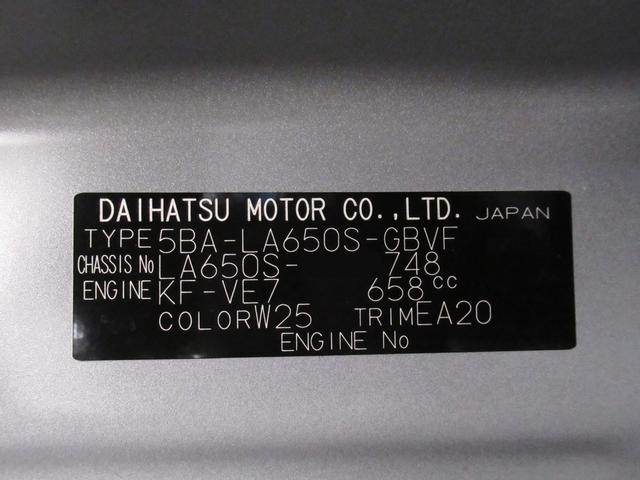 DAIHATSU MOTOR CO.,LTD. JAPAN
TYPE 5BA-LA650S-GBVF
CHASSIS No LA650S- 748
ENGINE KF-VE7 658cc
COLOR W25 TRIM EA20
ENGINE No